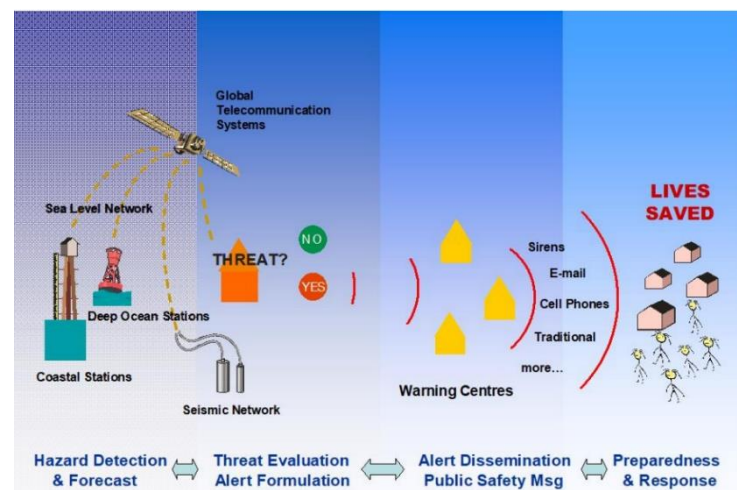 Global
Telecommunication
Systems
Sea Level Network
Deep Ocean Stations
Coastal Stations
Seismic Network
THREAT?
NO
YES
Warning Centres
Sirens
E-mail
Cell Phones
Traditional
more...
LIVES
SAVED
Hazard Detection
& Forecast
Threat Evaluation
Alert Formulation
Alert Dissemination
Public Safety Msg
Preparedness
& Response